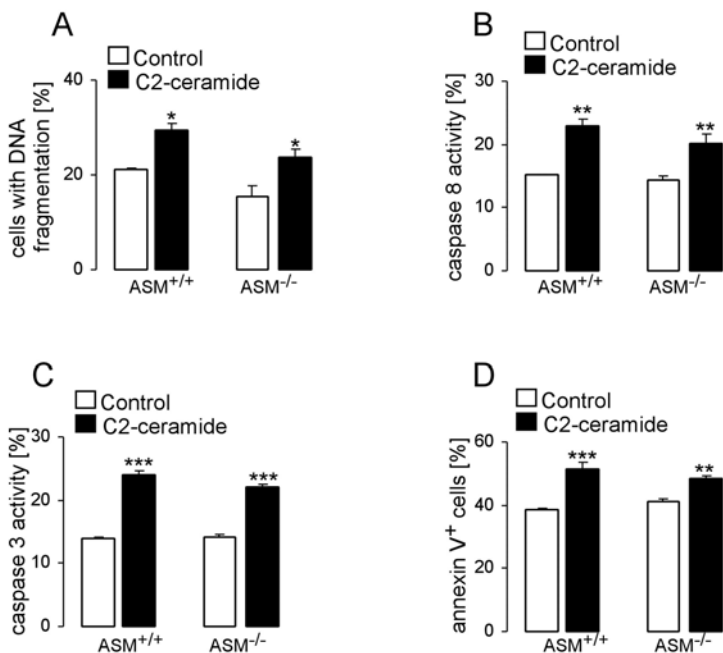 A
Control
C2-ceramide
cells with DNA
fragmentation [%]
40
20
0
*
*
ASM+/+
ASM-/-
B
Control
C2-ceramide
caspase 8 activity [%]
30
20
10
0
**
**
ASM+/+
ASM-/-
C
Control
C2-ceramide
caspase 3 activity [%]
30
20
10
0
***
***
ASM+/+
ASM-/-
D
Control
C2-ceramide
annexin V+ cells [%]
60
40
20
0
***
**
ASM+/+
ASM-/-